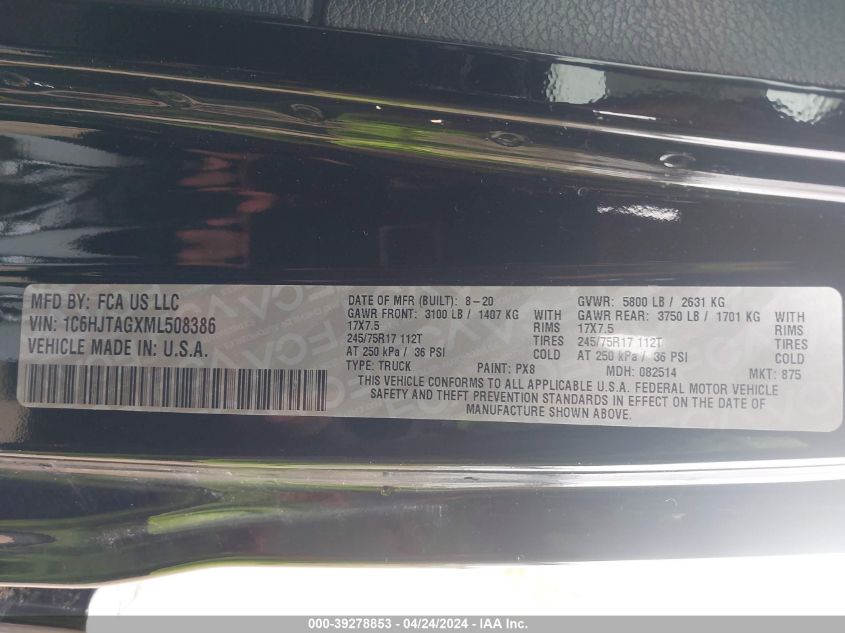 MFD BY: FCA US LLC
VIN: 1C6HJTAGXML508386
VEHICLE MADE IN: U.S.A.
DATE OF MFR (BUILT): 8-20 GVWR: 5800 LB / 2631 KG
GAWR FRONT: 3100 LB / 1407 KG WITH GAWR REAR: 3750 LB / 1701 KG WITH
17X7.5 RIMS 17X7.5 RIMS
245/75R17 112T TIRES 245/75R17 112T TIRES
AT 250 kPa / 36 PSI COLD AT 250 kPa / 36 PSI COLD
TYPE: TRUCK PAINT: PX8 MDH: 082514 MKT: 875
THIS VEHICLE CONFORMS TO ALL APPLICABLE U.S.A. FEDERAL MOTOR VEHICLE
SAFETY AND THEFT PREVENTION STANDARDS IN EFFECT ON THE DATE OF
MANUFACTURE SHOWN ABOVE.
000-39278853 - 04/24/2024 - IAA Inc.